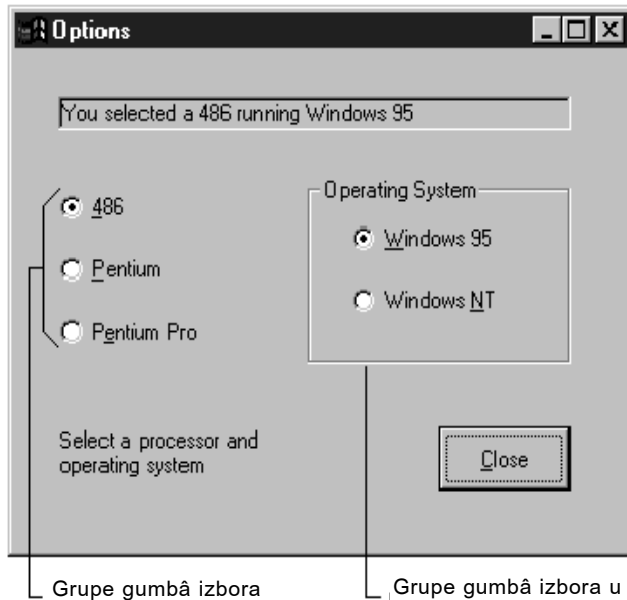 Options
You selected a 486 running Windows 95
486
Pentium
Pentium Pro
Operating System
Windows 95
Windows NT
Select a processor and
operating system
Close
Grupe gumbâ izbora
Grupe gumbâ izbora u